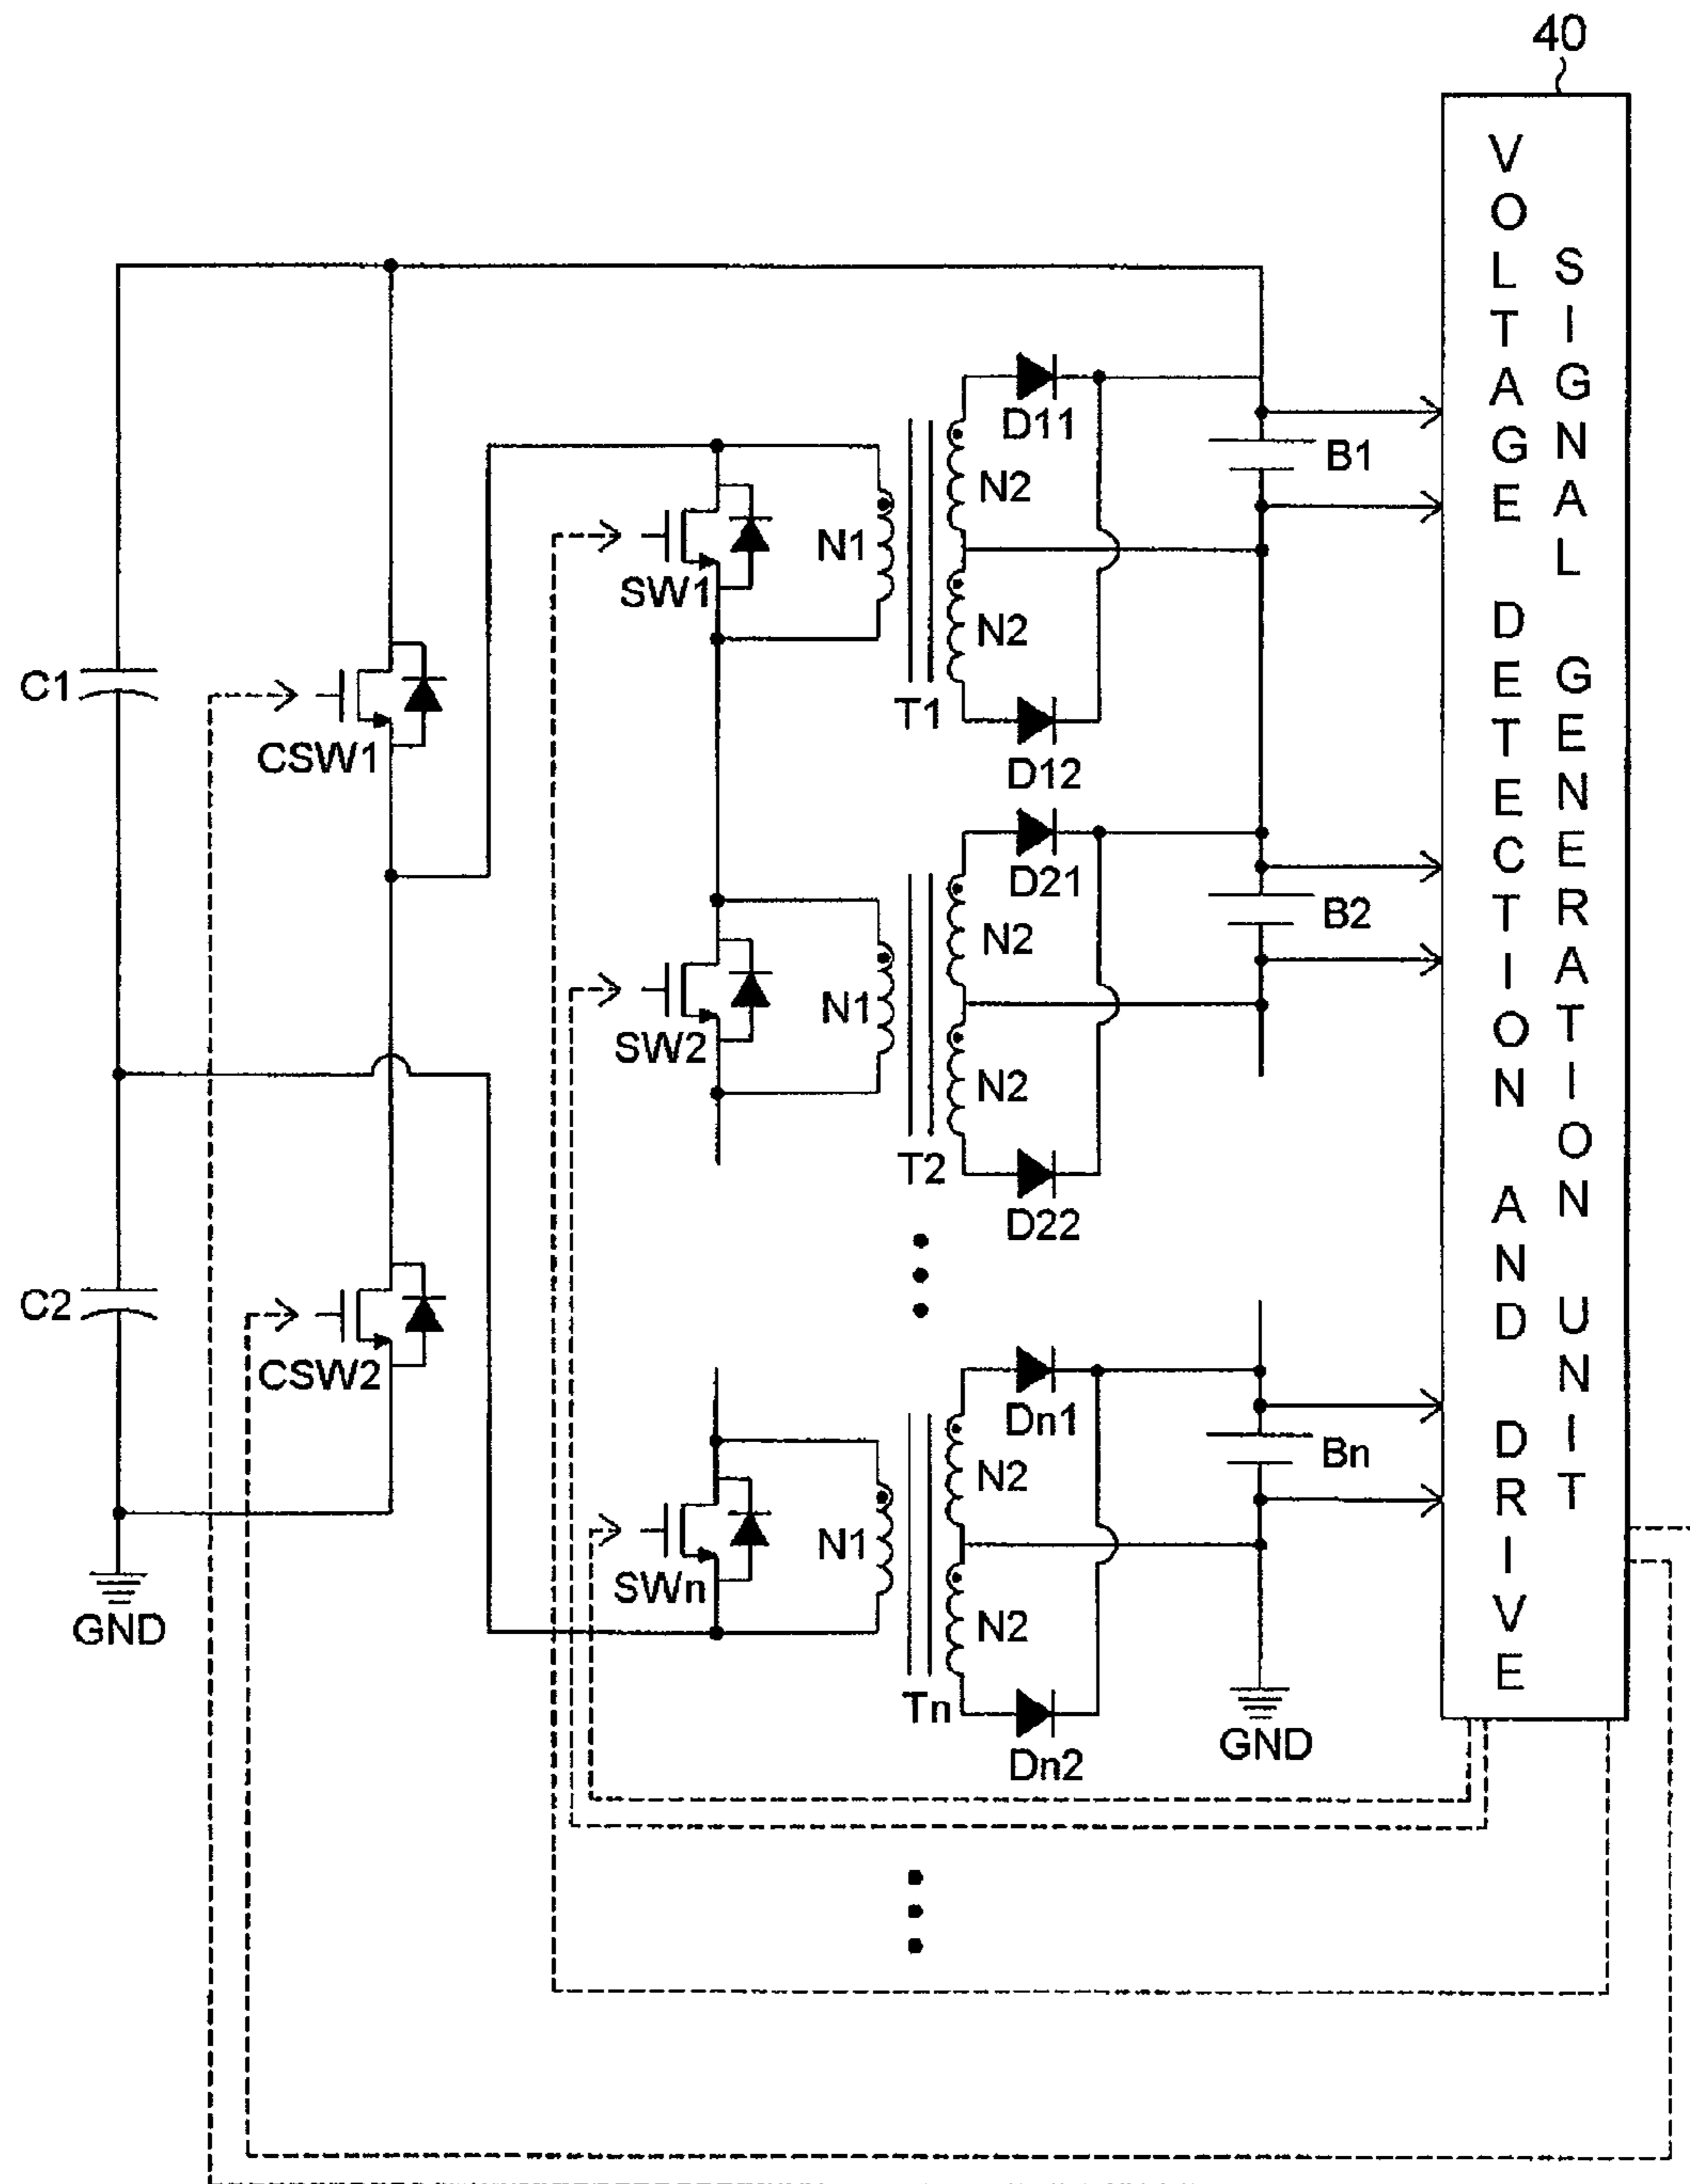 40
VOLTAGE DETECTION AND DRIVE
SIGNAL GENERATION UNIT
D11
B1
N2
N1
SW1
N2
C1
T1
CSW1
D12
D21
B2
N2
N1
SW2
N2
T2
D22
C2
CSW2
Dn1
Bn
N2
N1
SWn
GND
N2
Tn
GND
Dn2